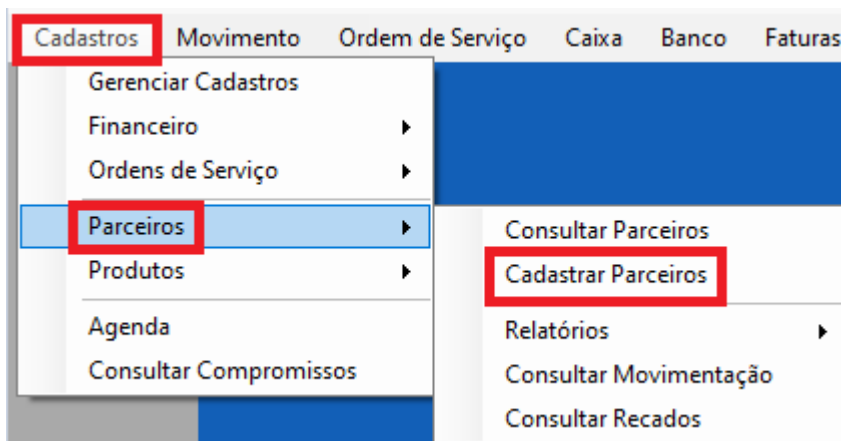 Cadastros Movimento Ordem de Serviço Caixa Banco Faturas
Gerenciar Cadastros
Financeiro
Ordens de Serviço
Parceiros
Produtos
Agenda
Consultar Compromissos
Consultar Parceiros
Cadastrar Parceiros
Relatórios
Consultar Movimentação
Consultar Recados